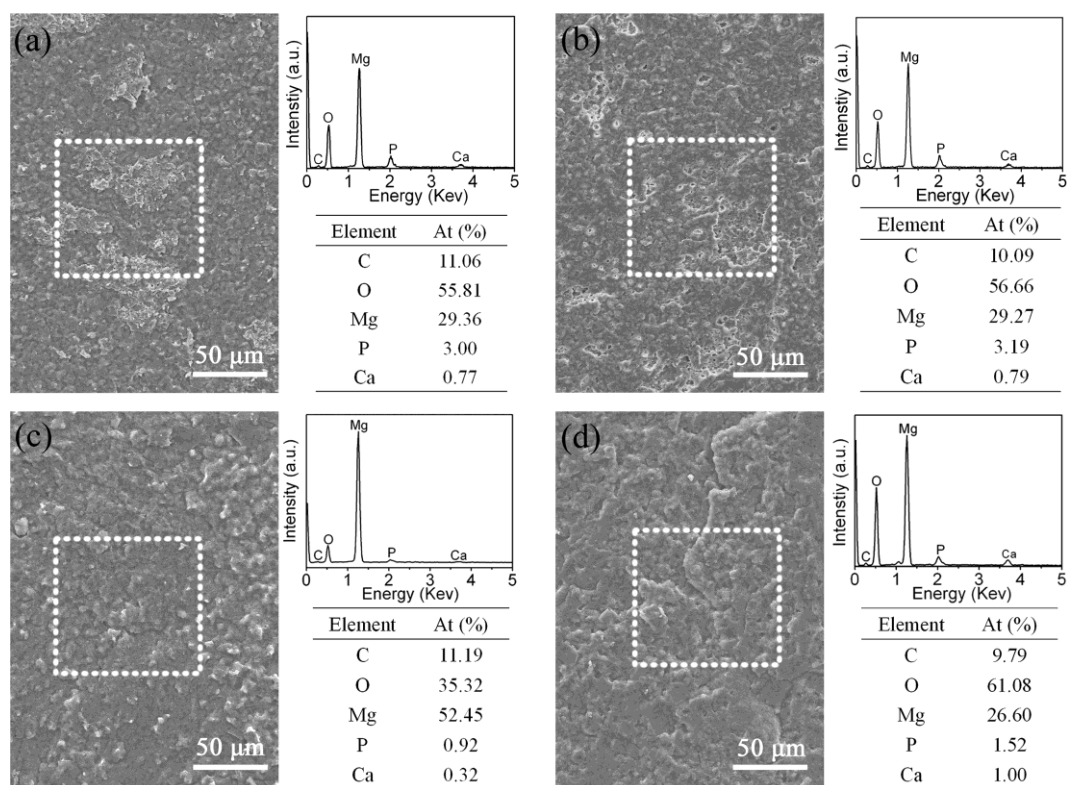 (a)
50 μm
Intenstiy (a.u.)
Mg
O
C
P
Ca
0 1 2 3 4 5
Energy (Kev)
Element At (%)
C 11.06
O 55.81
Mg 29.36
P 3.00
Ca 0.77
(b)
50 μm
Intenstiy (a.u.)
Mg
O
C
P
Ca
0 1 2 3 4 5
Energy (Kev)
Element At (%)
C 10.09
O 56.66
Mg 29.27
P 3.19
Ca 0.79
(c)
50 μm
Intensity (a.u.)
Mg
O
C
P
Ca
0 1 2 3 4 5
Energy (Kev)
Element At (%)
C 11.19
O 35.32
Mg 52.45
P 0.92
Ca 0.32
(d)
50 μm
Intenstiy (a.u.)
Mg
O
C
P
Ca
0 1 2 3 4 5
Energy (Kev)
Element At (%)
C 9.79
O 61.08
Mg 26.60
P 1.52
Ca 1.00